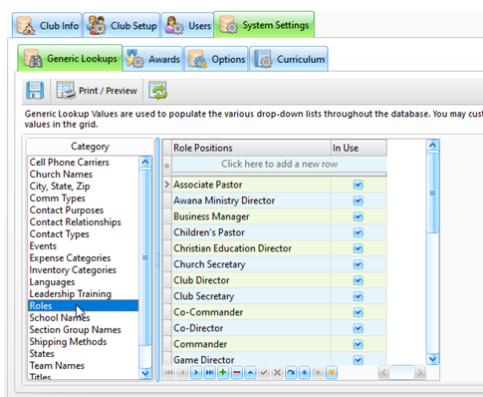 Club Info Club Setup Users System Settings
Generic Lookups Awards Options Curriculum
Print / Preview
Generic Lookup Values are used to populate the various drop-down lists throughout the database. You may cust
values in the grid.
Category
Cell Phone Carriers
Church Names
City, State, Zip
Comm Types
Contact Purposes
Contact Relationships
Contact Types
Events
Expense Categories
Inventory Categories
Languages
Leadership Training
Roles
School Names
Section Group Names
Shipping Methods
States
Team Names
Titles
Role Positions In Use
Click here to add a new row
Associate Pastor
Awana Ministry Director
Business Manager
Children's Pastor
Christian Education Director
Church Secretary
Club Director
Club Secretary
Co-Commander
Co-Director
Commander
Game Director